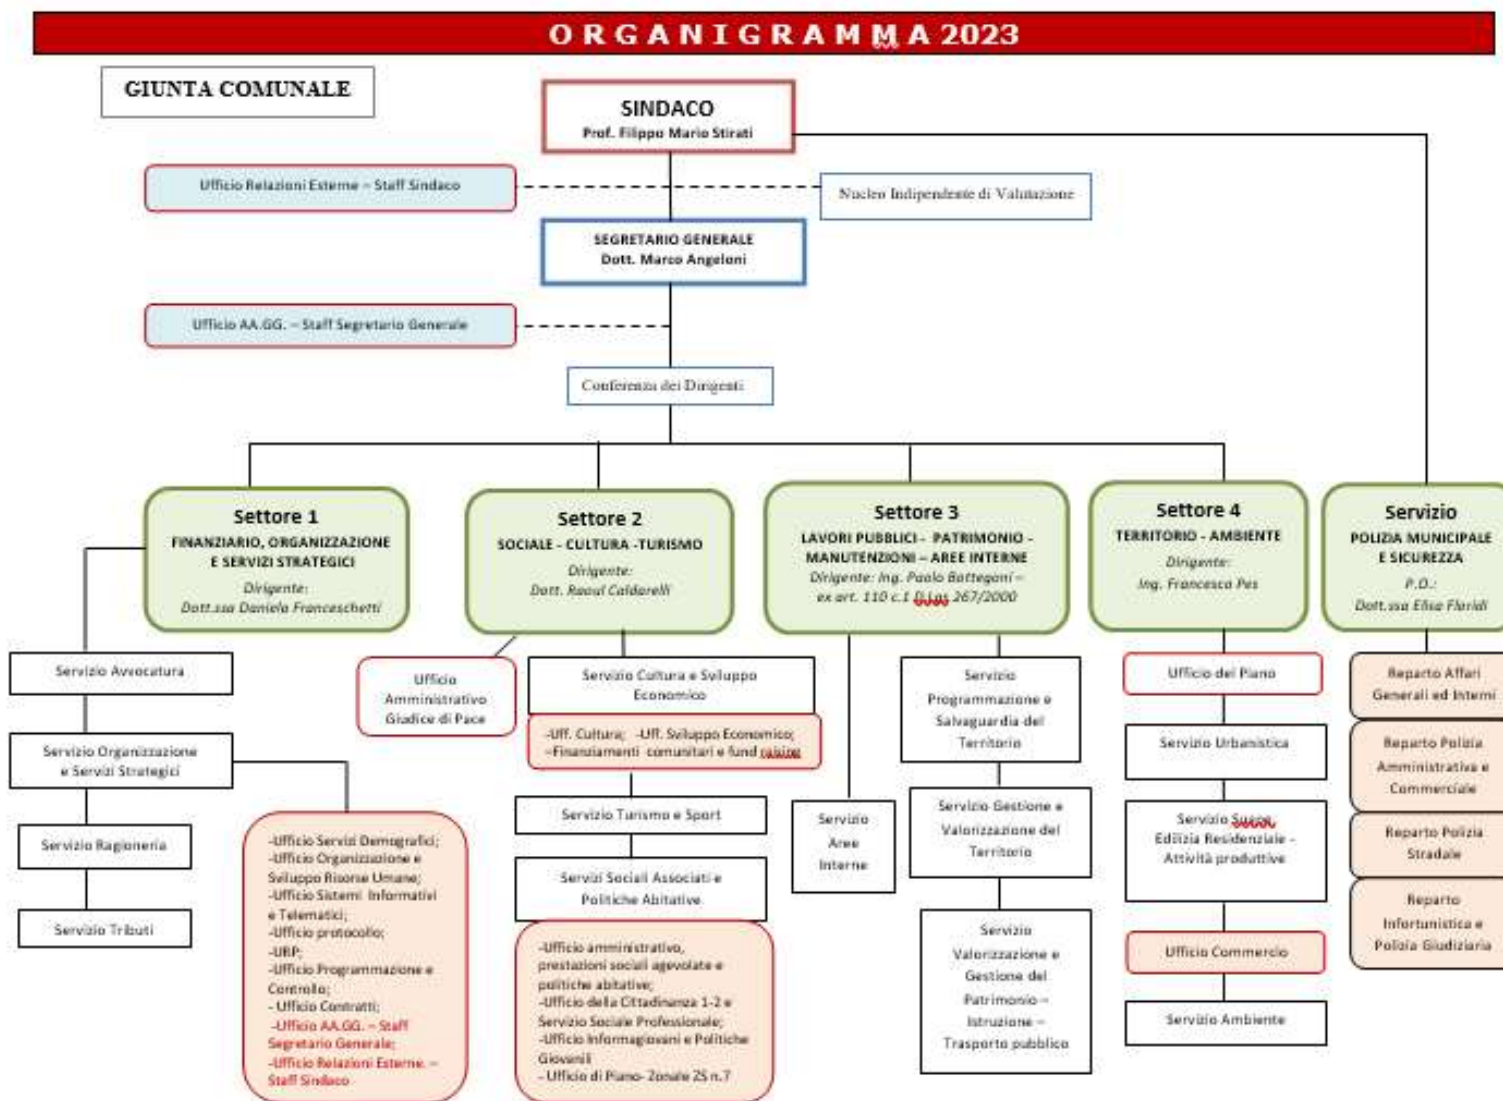 O R G A N I G R A M M A 2023
GIUNTA COMUNALE
SINDACO
Prof. Filippo Mario Stirati
Ufficio Relazioni Esterne – Staff Sindaco
Nucleo Indipendente di Valutazione
SEGRETARIO GENERALE
Dott. Marco Angeloni
Ufficio AA.GG. – Staff Segretario Generale
Conferenza dei Dirigenti
Settore 1
FINANZIARIO, ORGANIZZAZIONE
E SERVIZI STRATEGICI
Dirigente:
Dott.ssa Daniela Franceschetti
Settore 2
SOCIALE - CULTURA -TURISMO
Dirigente:
Dott. Raoul Caldarelli
Settore 3
LAVORI PUBBLICI - PATRIMONIO -
MANUTENZIONI – AREE INTERNE
Dirigente: Ing. Paolo Bottegoni –
ex art. 110 c.1 D.Lgs 267/2000
Settore 4
TERRITORIO - AMBIENTE
Dirigente:
Ing. Francesco Pes
Servizio
POLIZIA MUNICIPALE
E SICUREZZA
P.O.:
Dott.ssa Elisa Floridi
Servizio Avvocatura
Servizio Organizzazione
e Servizi Strategici
Servizio Ragioneria
Servizio Tributi
-Ufficio Servizi Demografici;
-Ufficio Organizzazione e
Sviluppo Risorse Umane;
-Ufficio Sistemi Informativi
e Telematici;
-Ufficio protocollo;
-URP;
-Ufficio Programmazione e
Controllo;
- Ufficio Contratti;
-Ufficio AA.GG. – Staff
Segretario Generale;
-Ufficio Relazioni Esterne. –
Staff Sindaco
Ufficio
Amministrativo
Giudice di Pace
Servizio Cultura e Sviluppo
Economico
-Uff. Cultura; -Uff. Sviluppo Economico;
–Finanziamenti comunitari e fund raising
Servizio Turismo e Sport
Servizi Sociali Associati e
Politiche Abitative
-Ufficio amministrativo,
prestazioni sociali agevolate e
politiche abitative;
-Ufficio della Cittadinanza 1-2 e
Servizio Sociale Professionale;
-Ufficio Informagiovani e Politiche
Giovanili
- Ufficio di Piano- Zonale ZS n.7
Servizio
Aree
Interne
Servizio
Programmazione e
Salvaguardia del
Territorio
Servizio Gestione e
Valorizzazione del
Territorio
Servizio
Valorizzazione e
Gestione del
Patrimonio –
Istruzione –
Trasporto pubblico
Ufficio del Piano
Servizio Urbanistica
Servizio Suape
Edilizia Residenziale -
Attività produttive
Ufficio Commercio
Servizio Ambiente
Reparto Affari
Generali ed Interni
Reparto Polizia
Amministrativa e
Commerciale
Reparto Polizia
Stradale
Reparto
Infortunistica e
Polizia Giudiziaria